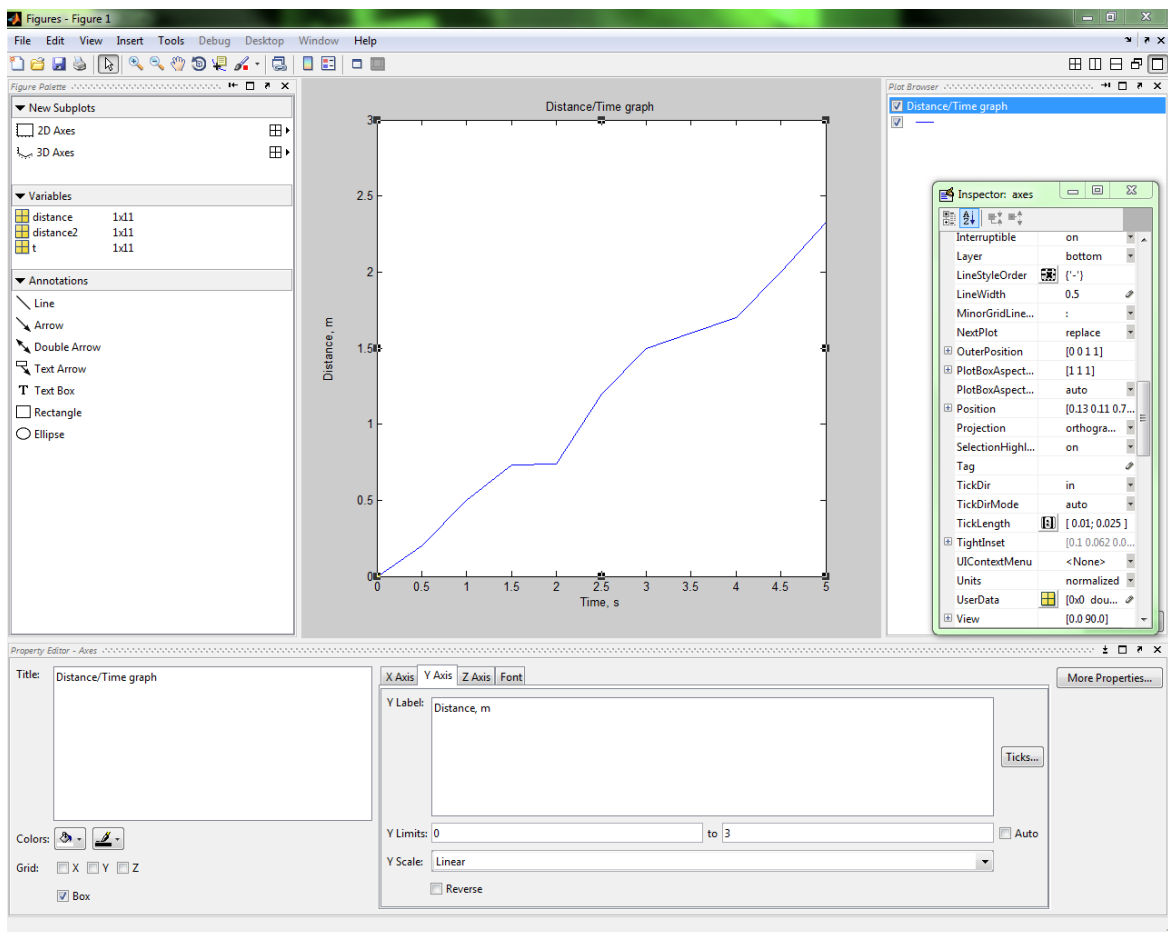 Figures - Figure 1
File Edit View Insert Tools Debug Desktop Window Help
Figure Palette
New Subplots
2D Axes
3D Axes
Variables
distance 1x11
distance2 1x11
t 1x11
Annotations
Line
Arrow
Double Arrow
Text Arrow
T Text Box
Rectangle
Ellipse
Distance/Time graph
3
2.5
2
1.5
1
0.5
0
Distance, m
0 0.5 1 1.5 2 2.5 3 3.5 4 4.5 5
Time, s
Plot Browser
Distance/Time graph
Inspector: axes
Interruptible on
Layer bottom
LineStyleOrder {'-'}
LineWidth 0.5
MinorGridLine... :
NextPlot replace
OuterPosition [0 0 1 1]
PlotBoxAspect... [1 1 1]
PlotBoxAspect... auto
Position [0.13 0.11 0.7...
Projection orthogra...
SelectionHighl... on
Tag
TickDir in
TickDirMode auto
TickLength [ 0.01; 0.025 ]
TightInset [0.1 0.062 0.0...
UIContextMenu <None>
Units normalized
UserData [0x0 dou...
View [0.0 90.0]
Property Editor - Axes
Title: Distance/Time graph
Colors:
Grid: X Y Z
Box
X Axis Y Axis Z Axis Font
Y Label: Distance, m
Ticks...
Y Limits: 0 to 3 Auto
Y Scale: Linear
Reverse
More Properties...